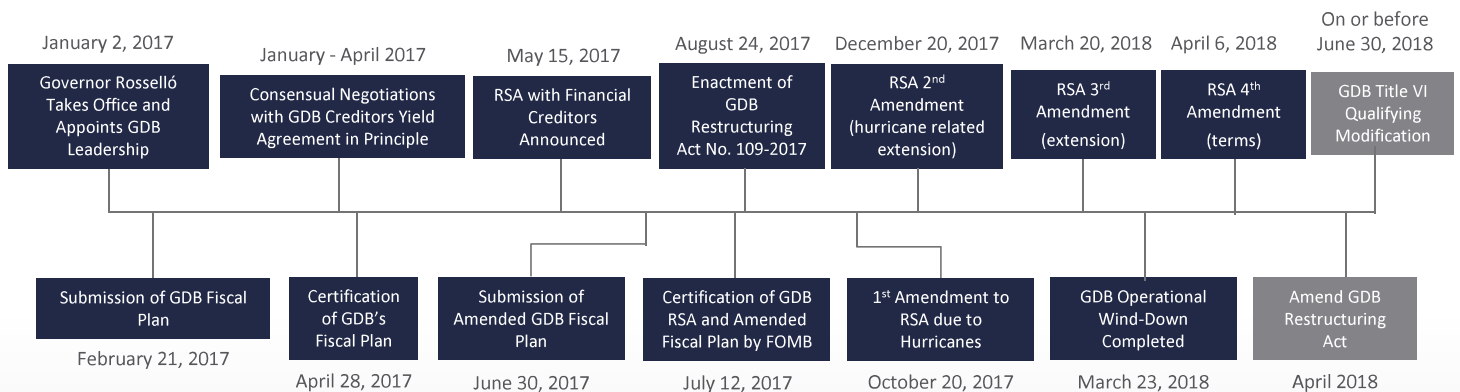 January 2, 2017
Governor Rosselló
Takes Office and
Appoints GDB
Leadership
January - April 2017
Consensual Negotiations
with GDB Creditors Yield
Agreement in Principle
May 15, 2017
RSA with Financial
Creditors
Announced
August 24, 2017
Enactment of
GDB
Restructuring
Act No. 109-2017
December 20, 2017
RSA 2nd
Amendment
(hurricane related
extension)
March 20, 2018
RSA 3rd
Amendment
(extension)
April 6, 2018
RSA 4th
Amendment
(terms)
On or before
June 30, 2018
GDB Title VI
Qualifying
Modification
Submission of GDB Fiscal
Plan
February 21, 2017
Certification
of GDB’s
Fiscal Plan
April 28, 2017
Submission of
Amended GDB Fiscal
Plan
June 30, 2017
Certification of GDB
RSA and Amended
Fiscal Plan by FOMB
July 12, 2017
1st Amendment to
RSA due to
Hurricanes
October 20, 2017
GDB Operational
Wind-Down
Completed
March 23, 2018
Amend GDB
Restructuring
Act
April 2018